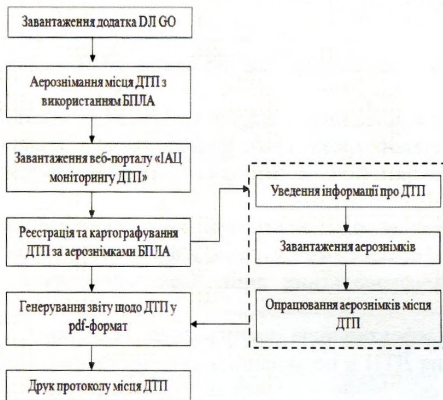 Завантаження додатка DЛ GO
Аерознімання місця ДТП з
використанням БПЛА
Завантаження веб-порталу «ІАЦ
моніторингу ДТП»
Реєстрація та картографування
ДТП за аерознімками БПЛА
Генерування звіту щодо ДТП у
pdf-формат
Друк протоколу місця ДТП
Уведення інформації про ДТП
Завантаження аерознімків
Опрацювання аерознімків місця
ДТП